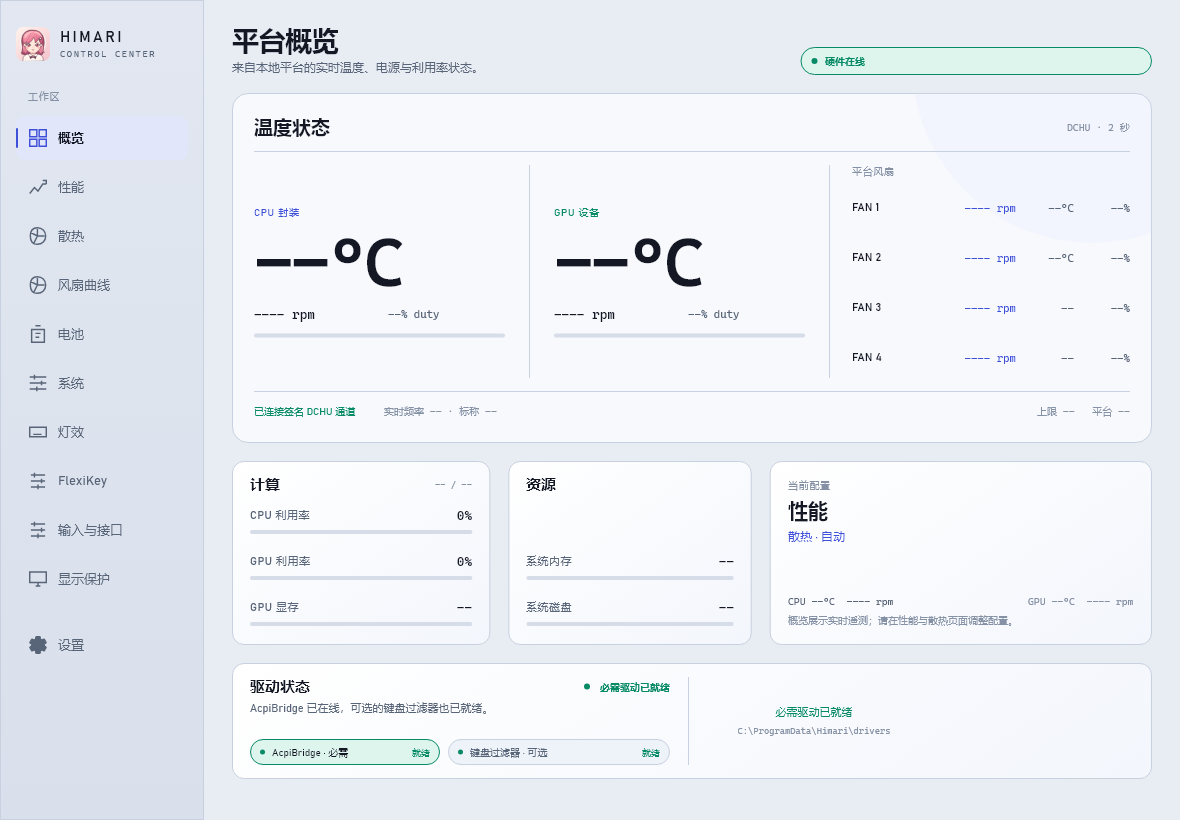 HIMARI
CONTROL CENTER
工作区
概览
性能
散热
风扇曲线
电池
系统
灯效
FlexiKey
输入与接口
显示保护
设置
平台概览
来自本地平台的实时温度、电源与利用率状态。
硬件在线
温度状态
DCHU · 2 秒
CPU 封装
--°C
---- rpm --% duty
GPU 设备
--°C
---- rpm --% duty
平台风扇
FAN 1 ---- rpm --°C --%
FAN 2 ---- rpm --°C --%
FAN 3 ---- rpm -- --%
FAN 4 ---- rpm -- --%
已连接签名 DCHU 通道 实时频率 -- · 标称 -- 上限 -- 平台 --
计算 -- / --
CPU 利用率 0%
GPU 利用率 0%
GPU 显存 --
资源
系统内存 --
系统磁盘 --
当前配置
性能
散热 · 自动
CPU --°C ---- rpm GPU --°C ---- rpm
概览展示实时遥测；请在性能与散热页面调整配置。
驱动状态 必需驱动已就绪
AcpiBridge 已在线，可选的键盘过滤器也已就绪。
AcpiBridge · 必需 就绪
键盘过滤器 · 可选 就绪
必需驱动已就绪
C:\ProgramData\Himari\drivers